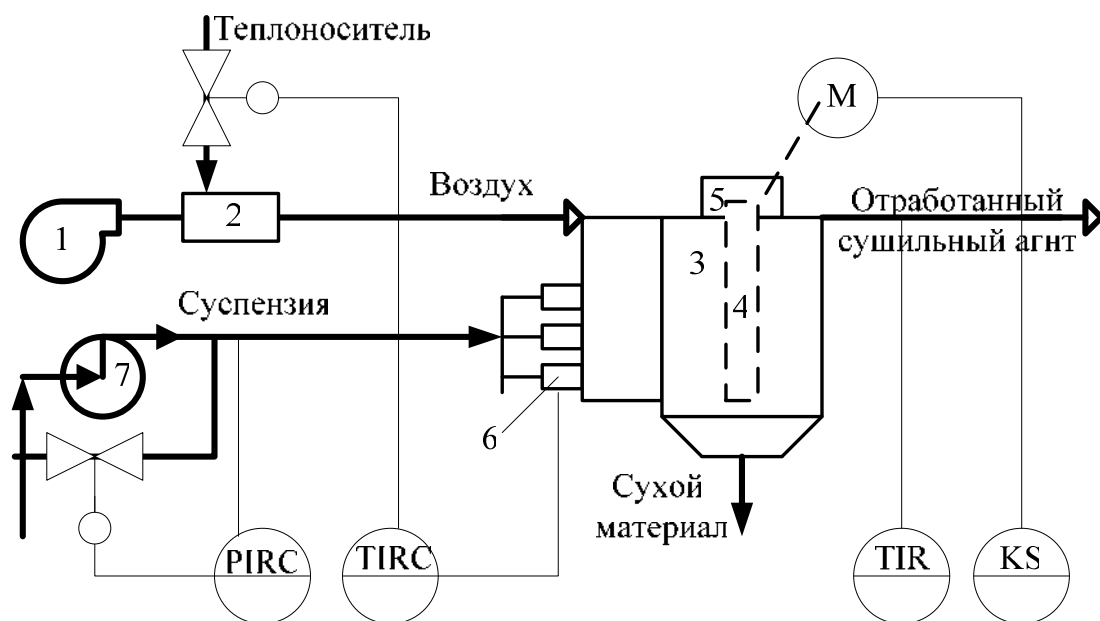 Теплоноситель
M
Воздух
5
Отработанный
сушильный агнт
1
2
3
4
Суспензия
7
6
Сухой
материал
PIRC
TIRC
TIR
KS